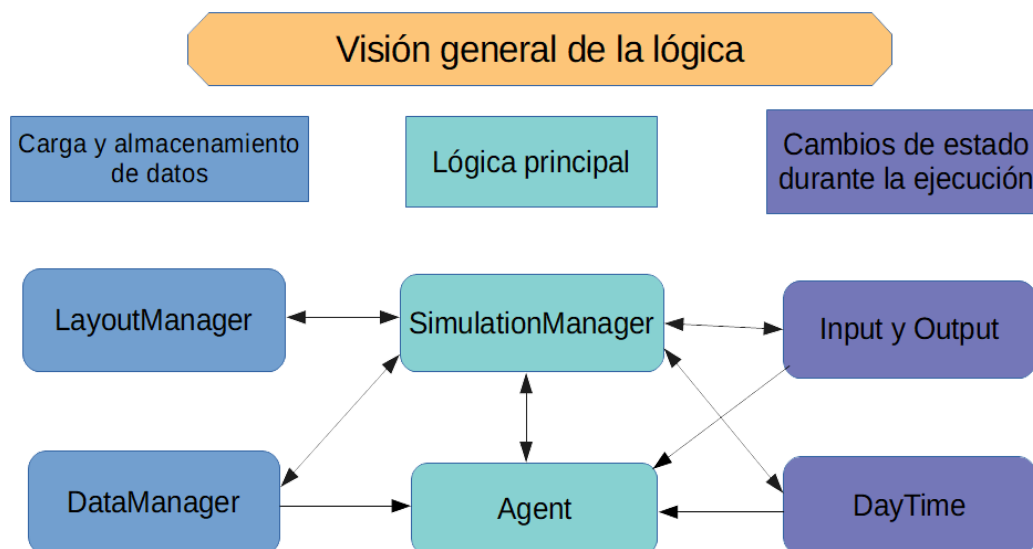 Visión general de la lógica
Carga y almacenamiento
de datos
Lógica principal
Cambios de estado
durante la ejecución
LayoutManager
SimulationManager
Input y Output
DataManager
Agent
DayTime